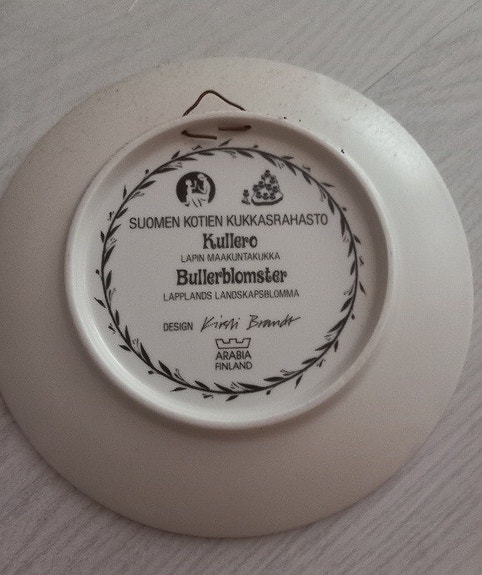 SUOMEN KOTIEN KUKKASRAHASTO
Kullero
LAPIN MAAKUNTAKUKKA
Bullerblomster
LAPPLANDS LANDSKAPSBLOMMA
DESIGN Kirsti Brandt
ARABIA
FINLAND